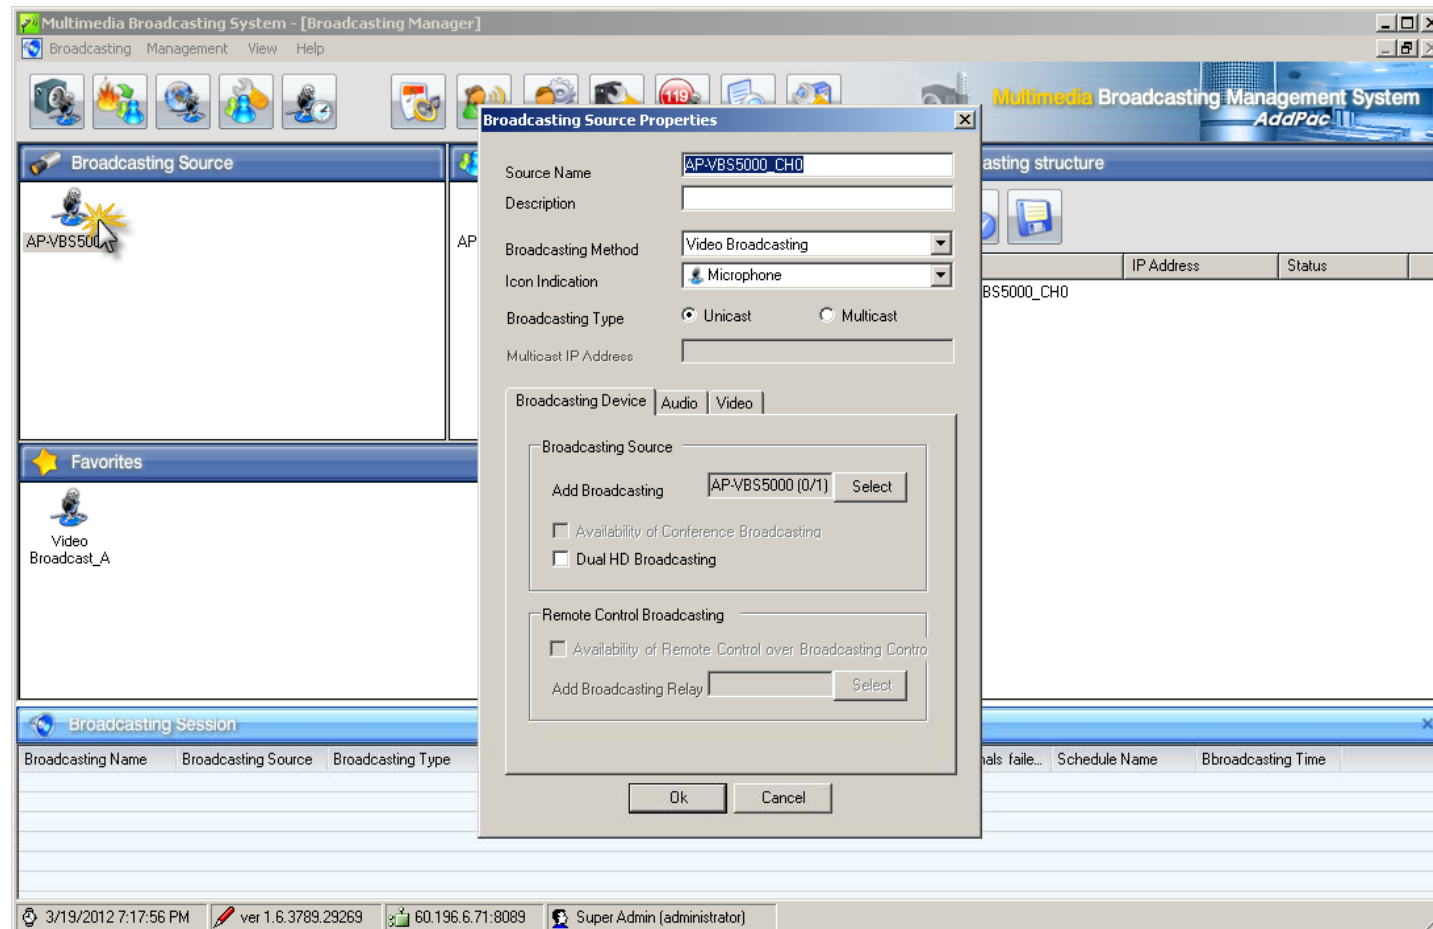 Multimedia Broadcasting System - [Broadcasting Manager]
Broadcasting Management View Help
119
Multimedia Broadcasting Management System
AddPac
Broadcasting Source
AP-VBS500
AP
asting structure
IP Address Status
BS5000_CH0
Broadcasting Source Properties
Source Name AP-VBS5000_CH0
Description
Broadcasting Method Video Broadcasting
Icon Indication Microphone
Broadcasting Type Unicast Multicast
Multicast IP Address
Broadcasting Device Audio Video
Broadcasting Source
Add Broadcasting AP-VBS5000 (0/1) Select
Availability of Conference Broadcasting
Dual HD Broadcasting
Remote Control Broadcasting
Availability of Remote Control over Broadcasting Contro
Add Broadcasting Relay Select
Ok Cancel
Favorites
Video
Broadcast_A
Broadcasting Session
Broadcasting Name Broadcasting Source Broadcasting Type nals faile... Schedule Name Bbroadcasting Time
3/19/2012 7:17:56 PM ver 1.6.3789.29269 60.196.6.71:8089 Super Admin (administrator)